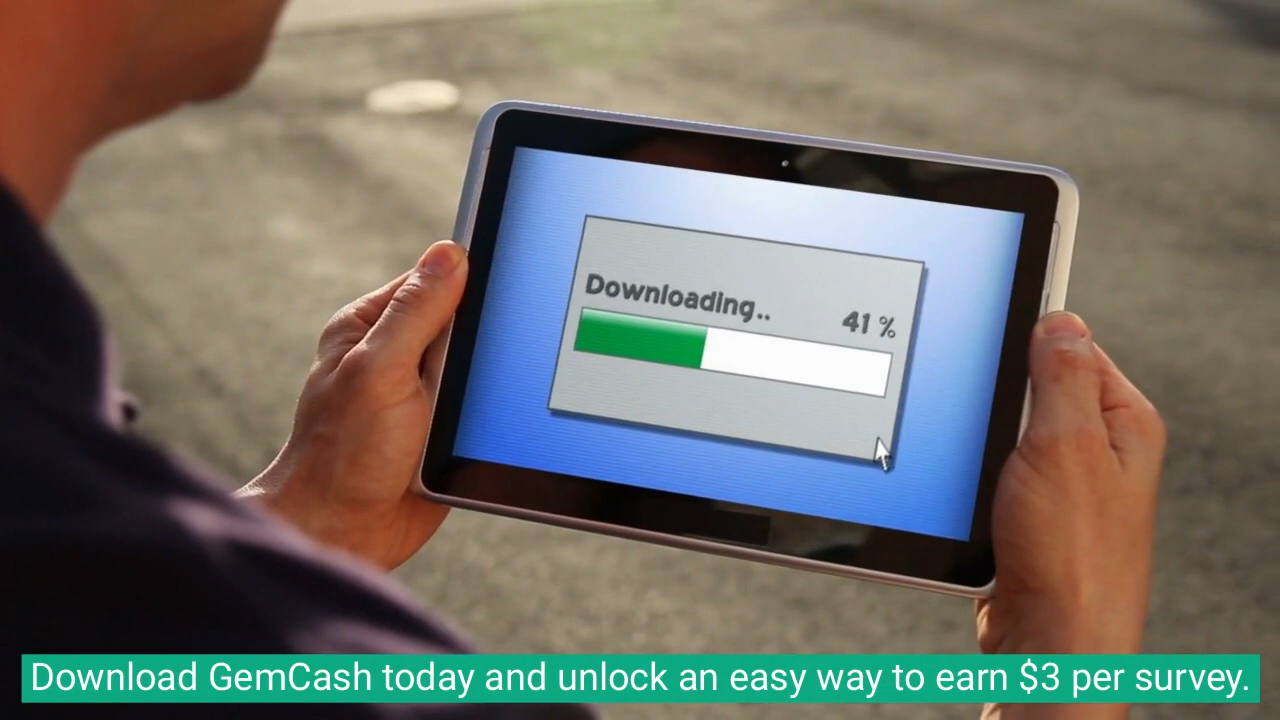 Downloading.. 41 %
Download GemCash today and unlock an easy way to earn $3 per survey.